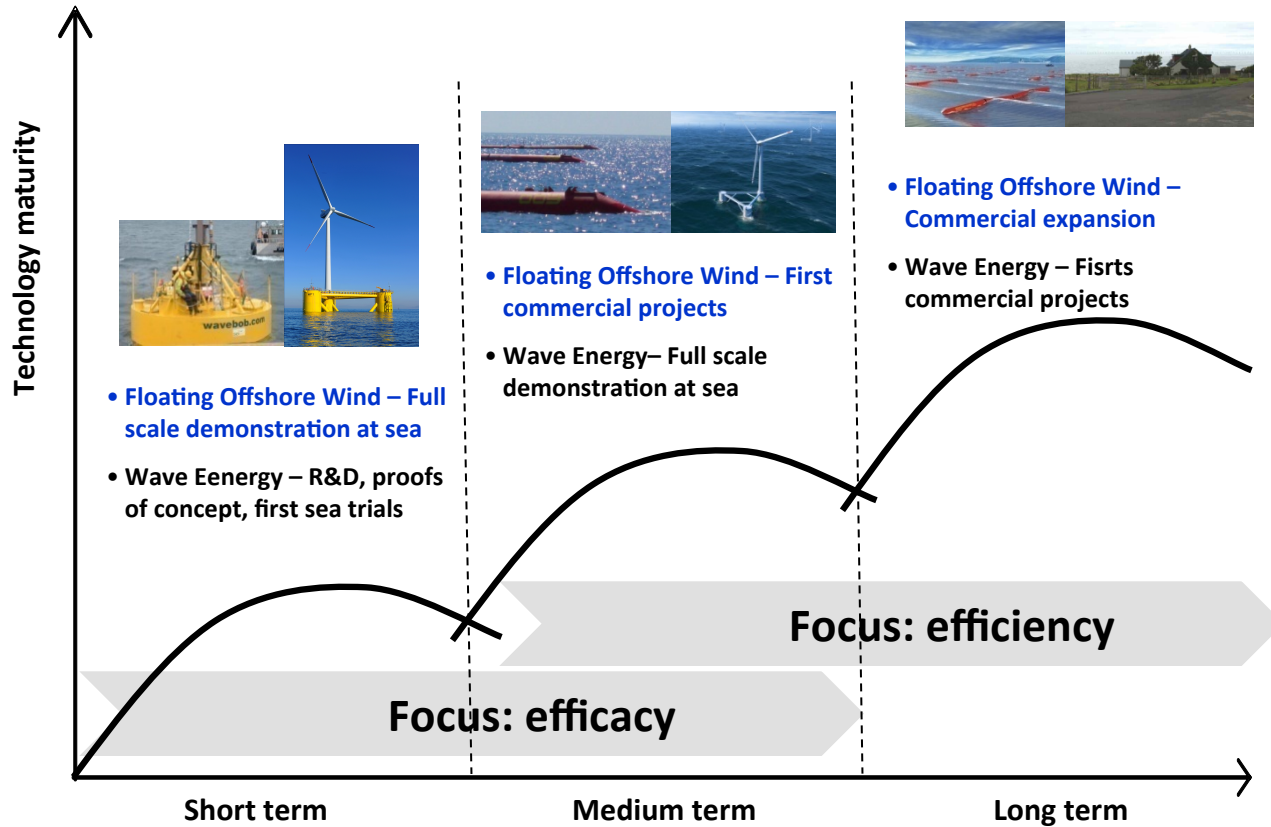 Technology maturity
wavebob.com
• Floating Offshore Wind – Full
scale demonstration at sea
• Wave Eenergy – R&D, proofs
of concept, first sea trials
• Floating Offshore Wind – First
commercial projects
• Wave Energy– Full scale
demonstration at sea
• Floating Offshore Wind –
Commercial expansion
• Wave Energy – Fisrts
commercial projects
Focus: efficiency
Focus: efficacy
Short term
Medium term
Long term